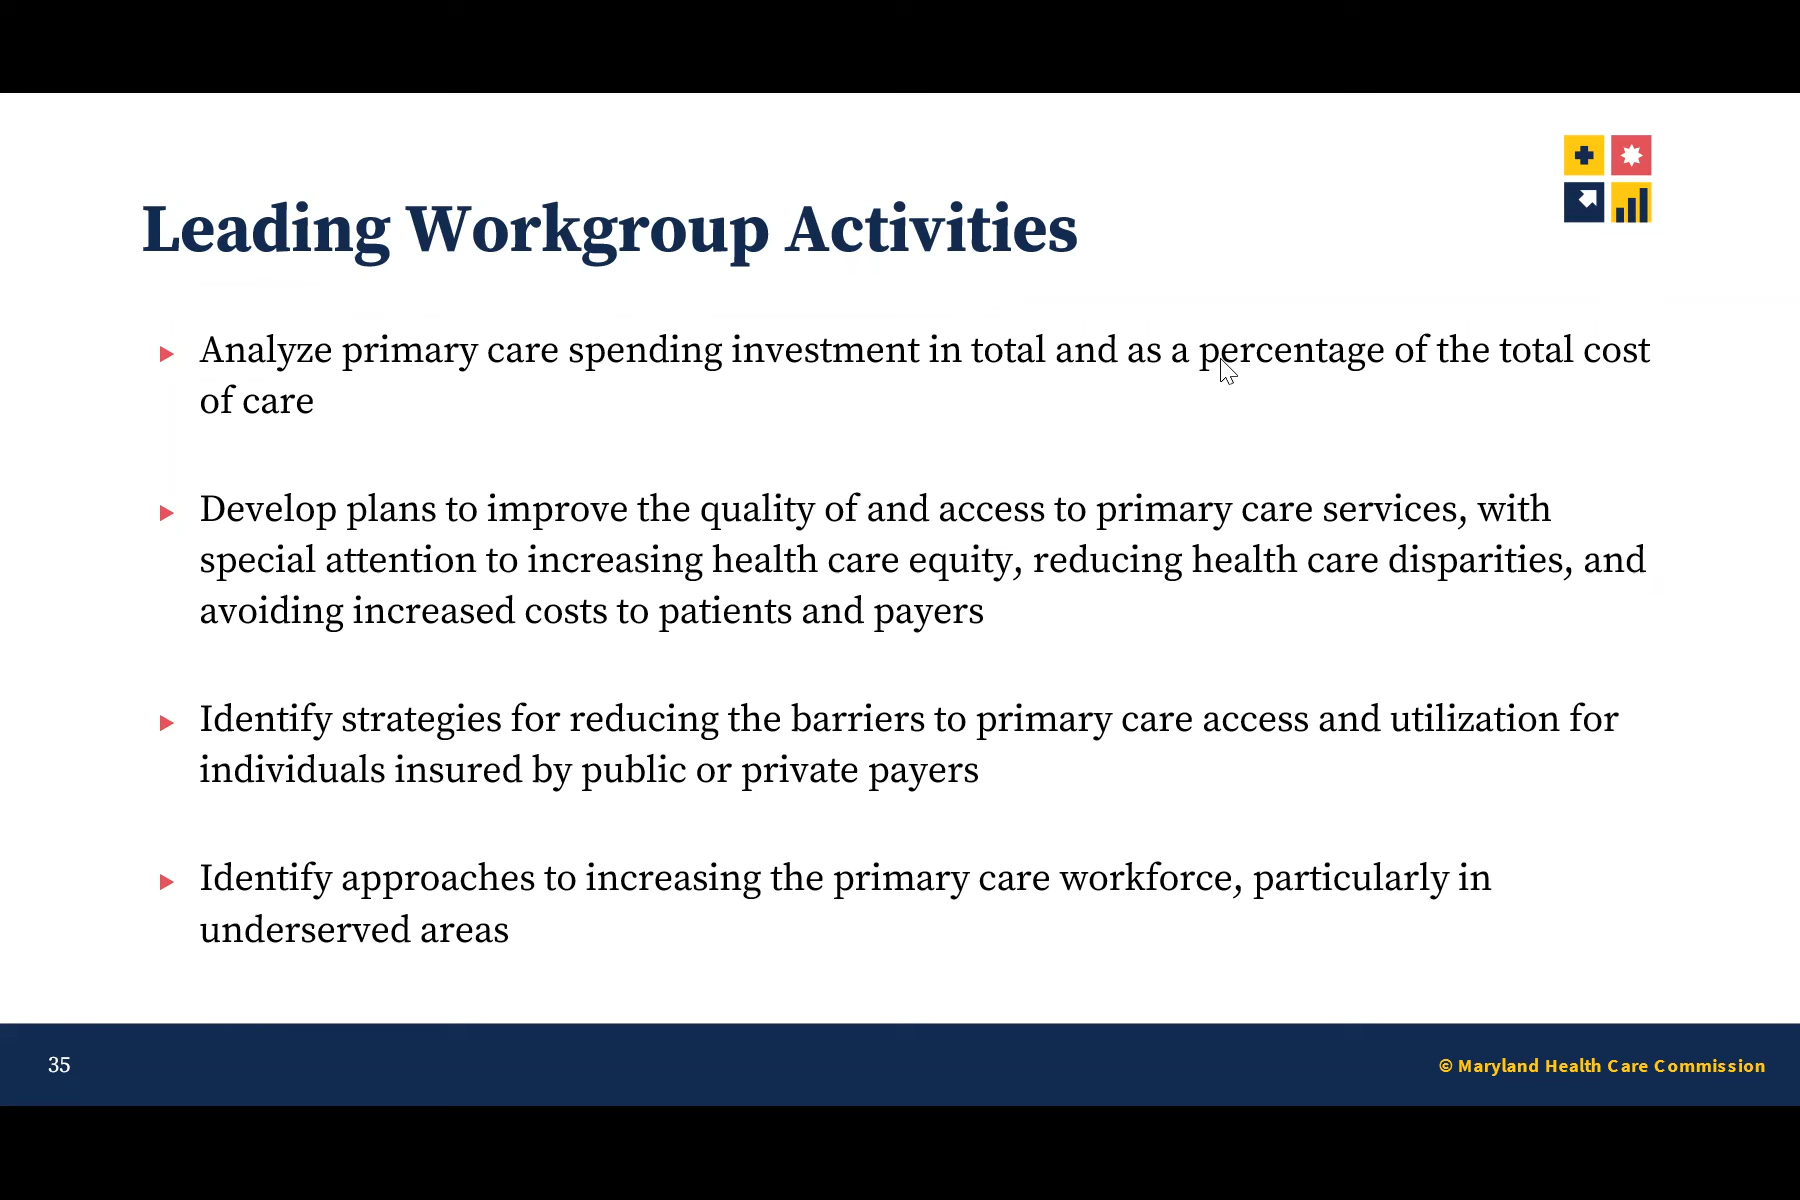 Leading Workgroup Activities
Analyze primary care spending investment in total and as a percentage of the total cost
of care
Develop plans to improve the quality of and access to primary care services, with
special attention to increasing health care equity, reducing health care disparities, and
avoiding increased costs to patients and payers
Identify strategies for reducing the barriers to primary care access and utilization for
individuals insured by public or private payers
Identify approaches to increasing the primary care workforce, particularly in
underserved areas
35
© Maryland Health Care Commission